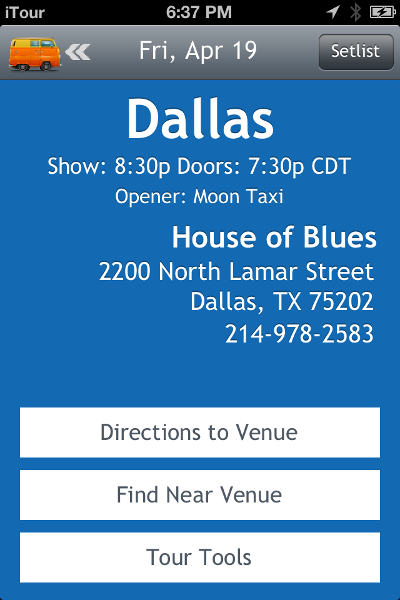 iTour 6:37 PM
Fri, Apr 19 Setlist
Dallas
Show: 8:30p Doors: 7:30p CDT
Opener: Moon Taxi
House of Blues
2200 North Lamar Street
Dallas, TX 75202
214-978-2583
Directions to Venue
Find Near Venue
Tour Tools